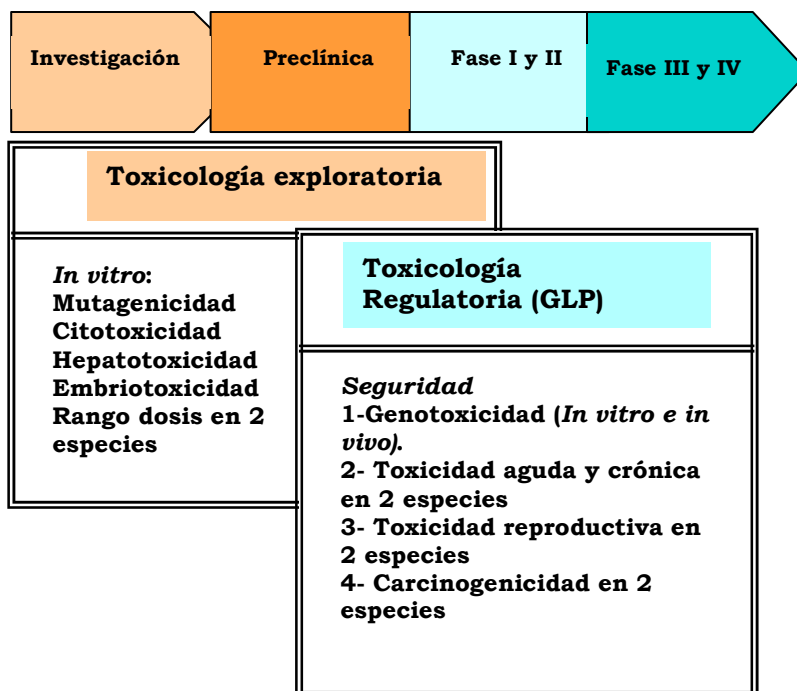 Investigación
Preclínica
Fase I y II
Fase III y IV
Toxicología exploratoria
In vitro:
Mutagenicidad
Citotoxicidad
Hepatotoxicidad
Embriotoxicidad
Rango dosis en 2
especies
Toxicología
Regulatoria (GLP)
Seguridad
1-Genotoxicidad (In vitro e in
vivo).
2- Toxicidad aguda y crónica
en 2 especies
3- Toxicidad reproductiva en
2 especies
4- Carcinogenicidad en 2
especies